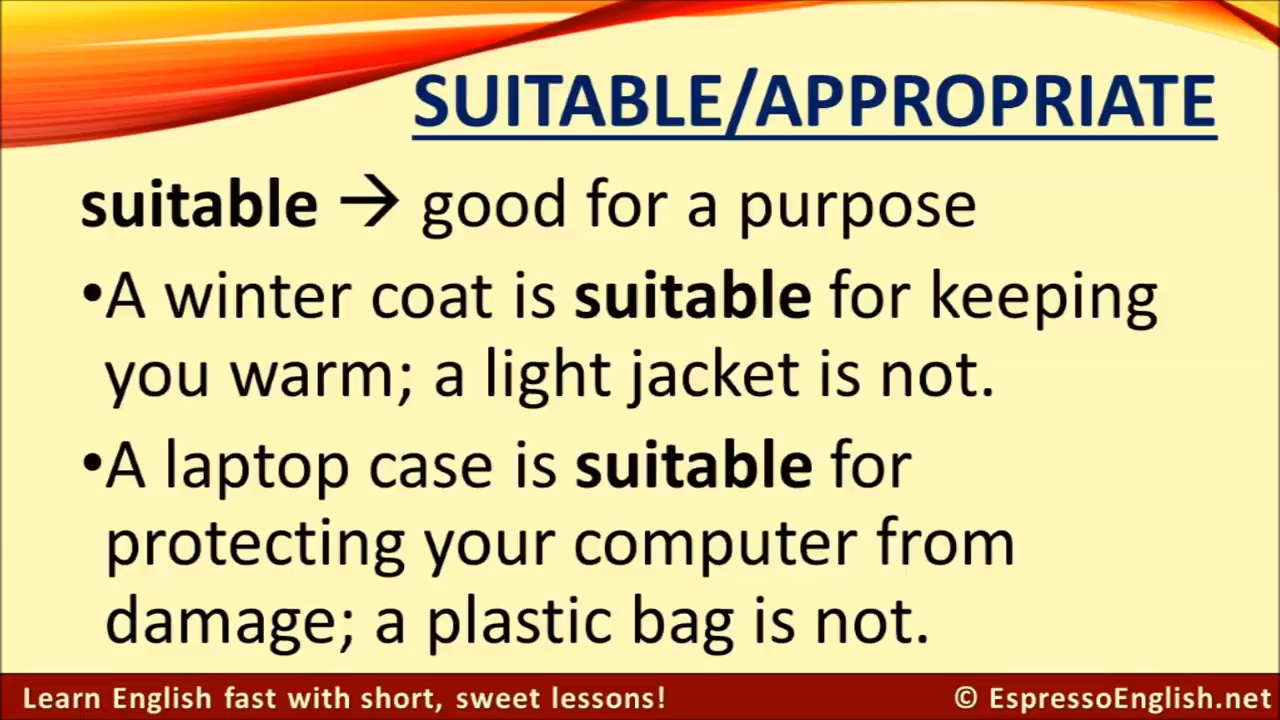 SUITABLE/APPROPRIATE
suitable → good for a purpose
•A winter coat is suitable for keeping
you warm; a light jacket is not.
•A laptop case is suitable for
protecting your computer from
damage; a plastic bag is not.
Learn English fast with short, sweet lessons!
© EspressoEnglish.net